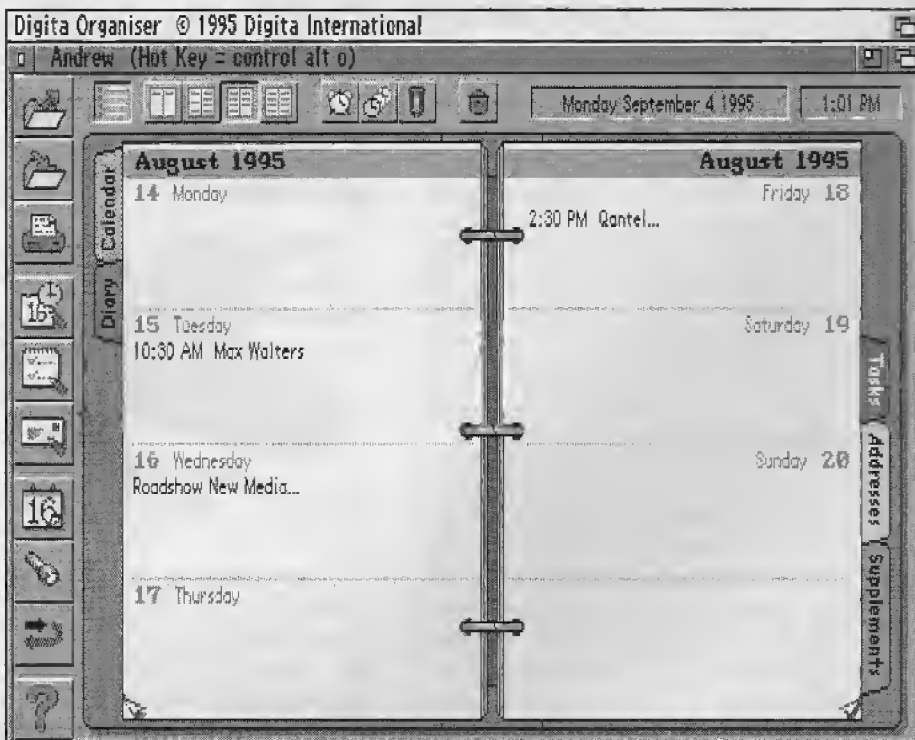 Digita Organiser © 1995 Digita International
Andrew (Hot Key = control alt o)
Monday September 4 1995
1:01 PM
Calendar
Diary
August 1995
14 Monday
15 Tuesday
10:30 AM Max Walters
16 Wednesday
Roadshow New Media...
17 Thursday
August 1995
Friday 18
2:30 PM Qantel...
Saturday 19
Sunday 20
Tasks
Addresses
Supplements
16
16
?